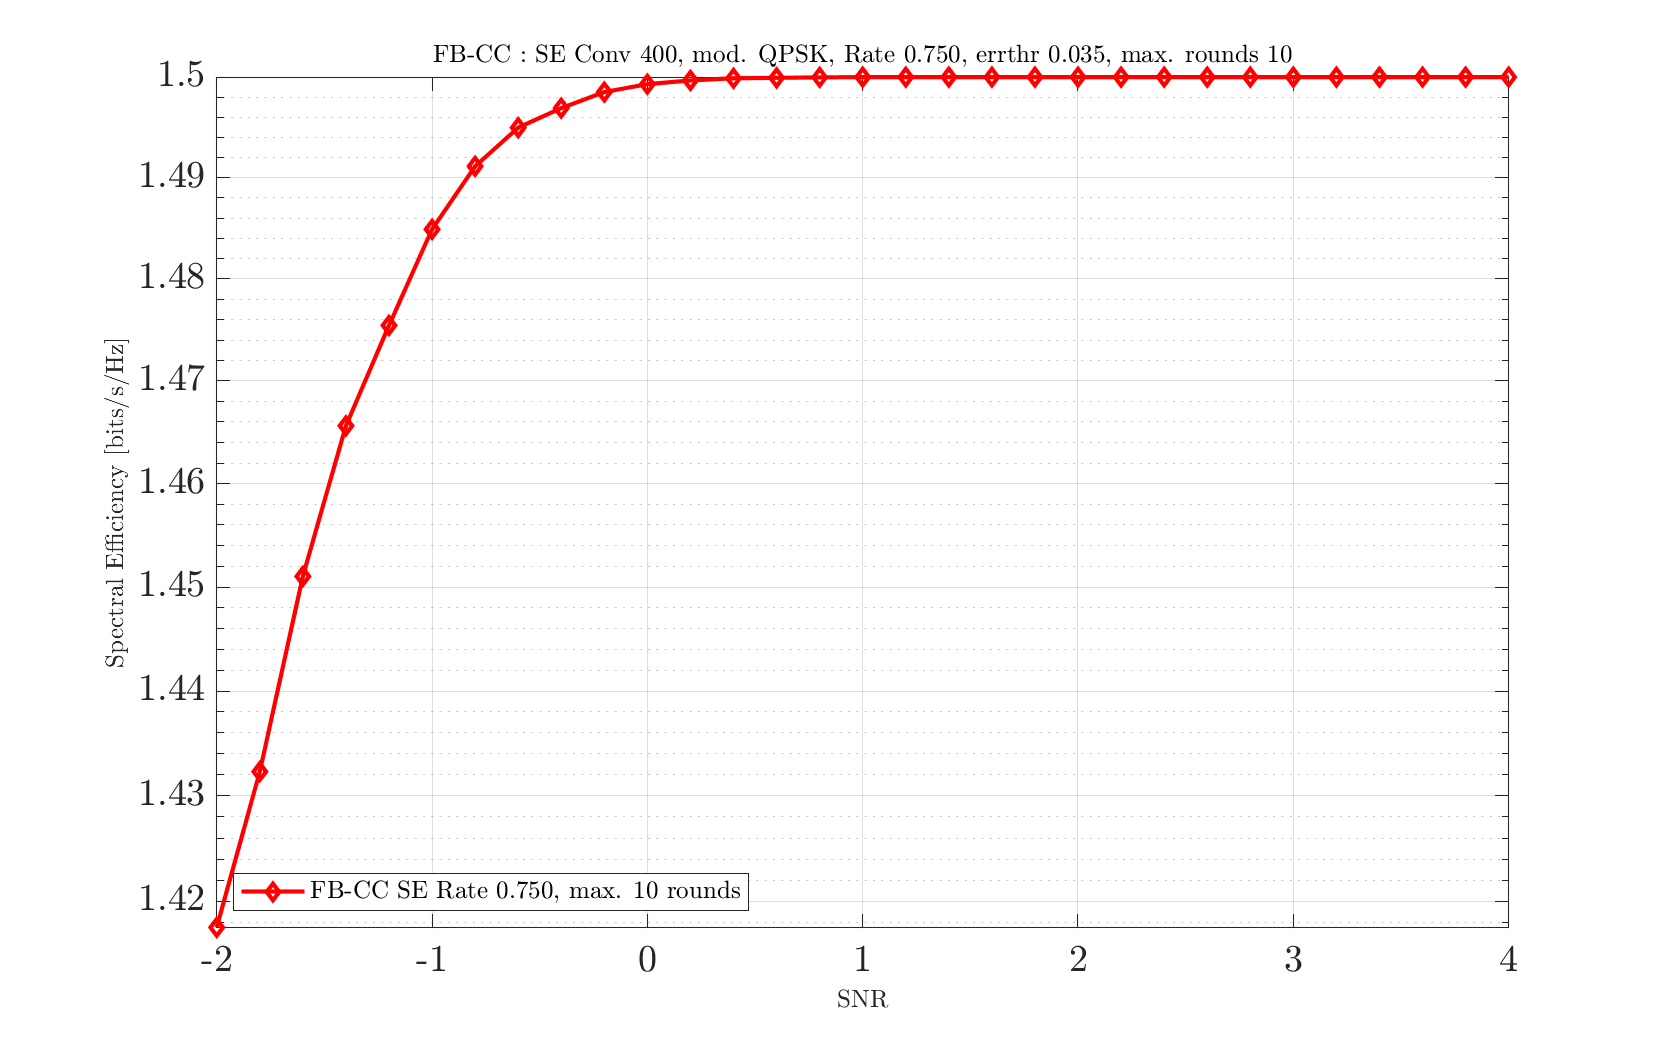 FB-CC : SE Conv 400, mod. QPSK, Rate 0.750, errthr 0.035, max. rounds 10
1.5
1.49
1.48
1.47
1.46
1.45
1.44
1.43
1.42
Spectral Efficiency [bits/s/Hz]
FB-CC SE Rate 0.750, max. 10 rounds
-2 -1 0 1 2 3 4
SNR